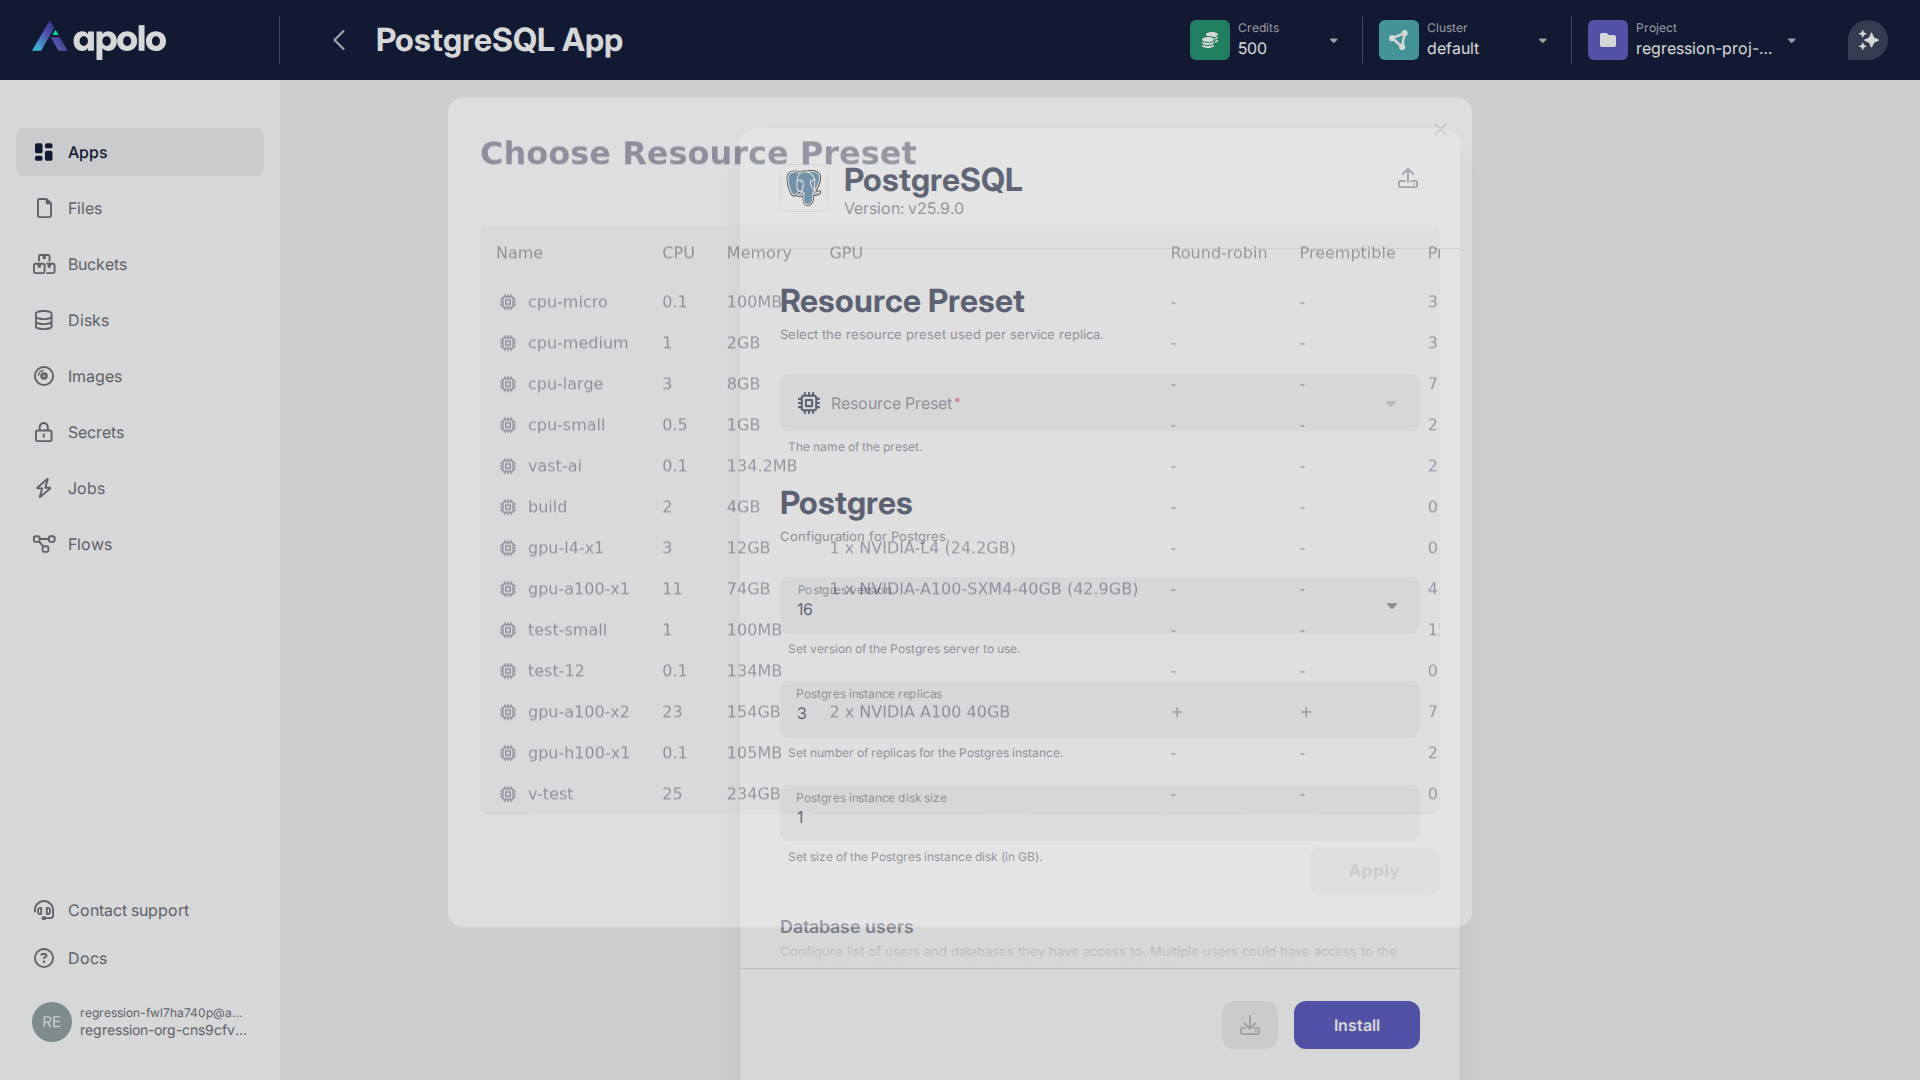 apolo
PostgreSQL App
Credits
500
Cluster
default
Project
regression-proj-...
Apps
Files
Buckets
Disks
Images
Secrets
Jobs
Flows
Contact support
Docs
RE
regression-fwl7ha740p@a...
regression-org-cns9cfv...
Choose Resource Preset
Name CPU Memory GPU Round-robin Preemptible
cpu-micro 0.1 100MB - - 3
cpu-medium 1 2GB - - 3
cpu-large 3 8GB - - 7
cpu-small 0.5 1GB - - 2
vast-ai 0.1 134.2MB - - 2
build 2 4GB - - 0
gpu-l4-x1 3 12GB 1 x NVIDIA-L4 (24.2GB) - - 0.
gpu-a100-x1 11 74GB 1 x NVIDIA-A100-SXM4-40GB (42.9GB) - - 4.
test-small 1 100MB - - 1
test-12 0.1 134MB - - 0
gpu-a100-x2 23 154GB 2 x NVIDIA A100 40GB + + 7.
gpu-h100-x1 0.1 105MB - - 2
v-test 25 234GB - - 0.
Apply
PostgreSQL
Version: v25.9.0
Resource Preset
Select the resource preset used per service replica.
Resource Preset*
The name of the preset.
Postgres
Configuration for Postgres.
Postgres version
16
Set version of the Postgres server to use.
Postgres instance replicas
3
Set number of replicas for the Postgres instance.
Postgres instance disk size
1
Set size of the Postgres instance disk (in GB).
Database users
Configure list of users and databases they have access to. Multiple users could have access to the
Install